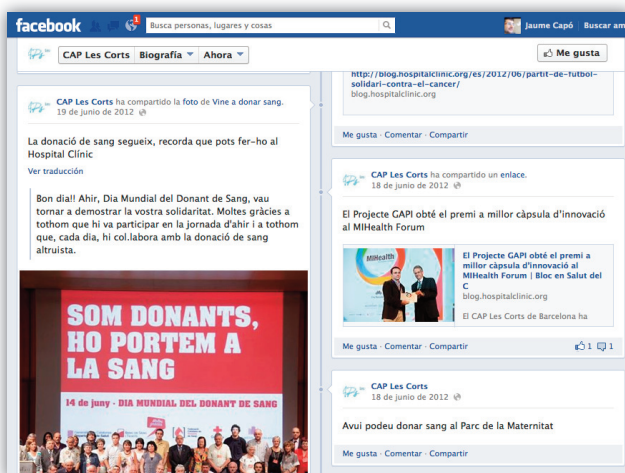 facebook
1
Busca personas, lugares y cosas
Jaume Capó
Buscar am
CAP Les Corts
Biografía
Ahora
Me gusta
CAP Les Corts ha compartido la foto de Vine a donar sang.
19 de junio de 2012
La donació de sang segueix, recorda que pots fer-ho al
Hospital Clínic
Ver traducción
Bon dia!! Ahir, Dia Mundial del Donant de Sang, vau
tornar a demostrar la vostra solidaritat. Moltes gràcies a
tothom que hi va participar en la jornada d'ahir i a tothom
que, cada dia, hi col.labora amb la donació de sang
altruista.
SOM DONANTS,
HO PORTEM A
LA SANG
14 de juny - DIA MUNDIAL DEL DONANT DE SANG
http://blog.hospitalclinic.org/es/2012/06/partit-de-futbol-
solidari-contra-el-cancer/
blog.hospitalclinic.org
Me gusta · Comentar · Compartir
CAP Les Corts ha compartido un enlace.
18 de junio de 2012
El Projecte GAPI obté el premi a millor càpsula d'innovació
al MIHealth Forum
MIHealth
El Projecte GAPI obté el premi a
millor càpsula d'innovació al
MIHealth Forum | Bloc en Salut del
C
blog.hospitalclinic.org
El CAP Les Corts de Barcelona ha
Me gusta · Comentar · Compartir
1 1
CAP Les Corts
18 de junio de 2012
Avui podeu donar sang al Parc de la Maternitat
Me gusta · Comentar · Compartir